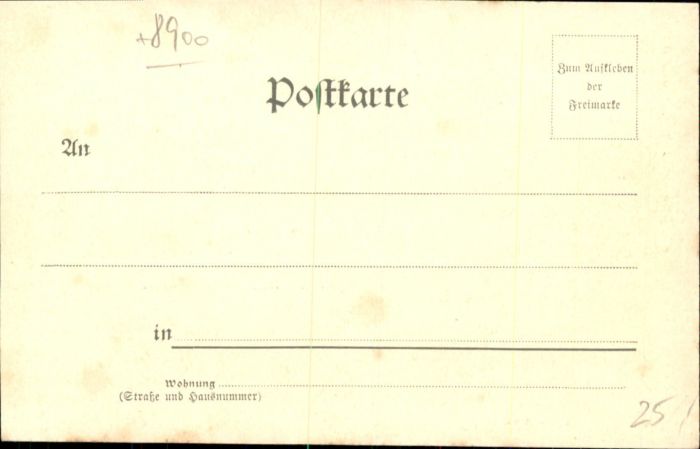 +8900
Postkarte
Zum Aufkleben
der
Freimarke
An
in
Wohnung
(Straße und Hausnummer)
25